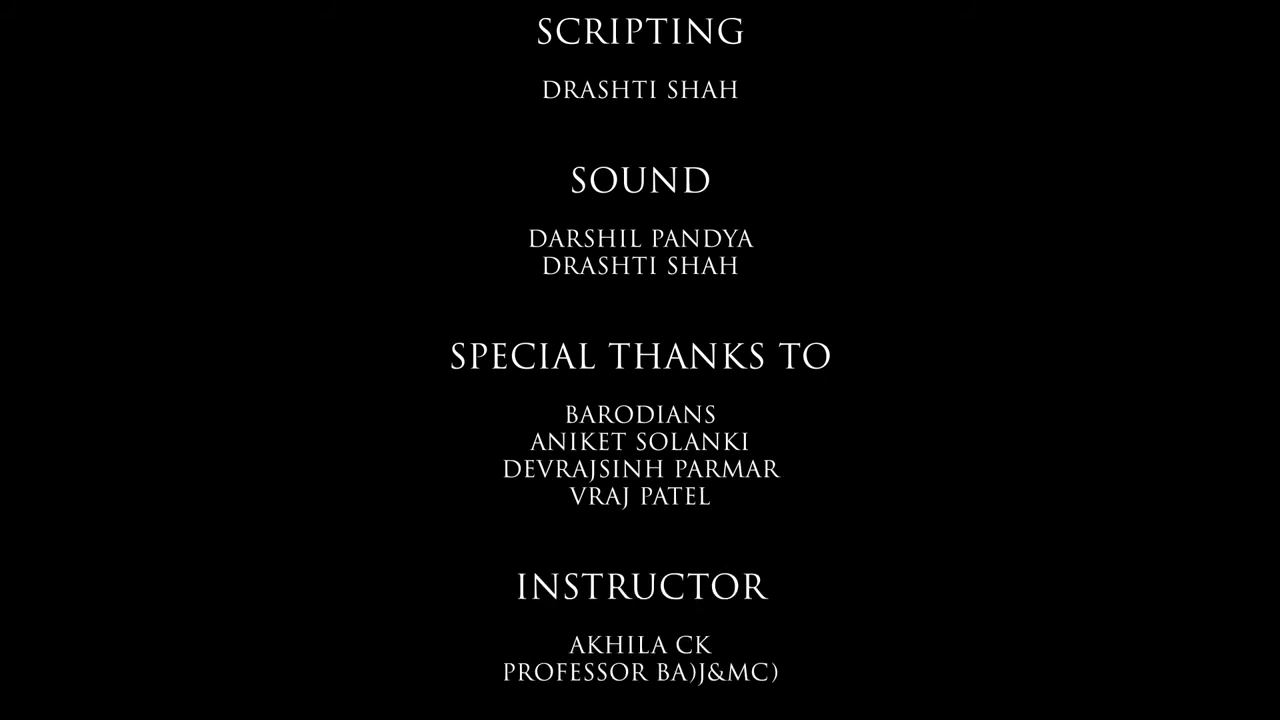 SCRIPTING
DRASHTI SHAH
SOUND
DARSHIL PANDYA
DRASHTI SHAH
SPECIAL THANKS TO
BARODIANS
ANIKET SOLANKI
DEVRAJSINH PARMAR
VRAJ PATEL
INSTRUCTOR
AKHILA CK
PROFESSOR BA)J&MC)